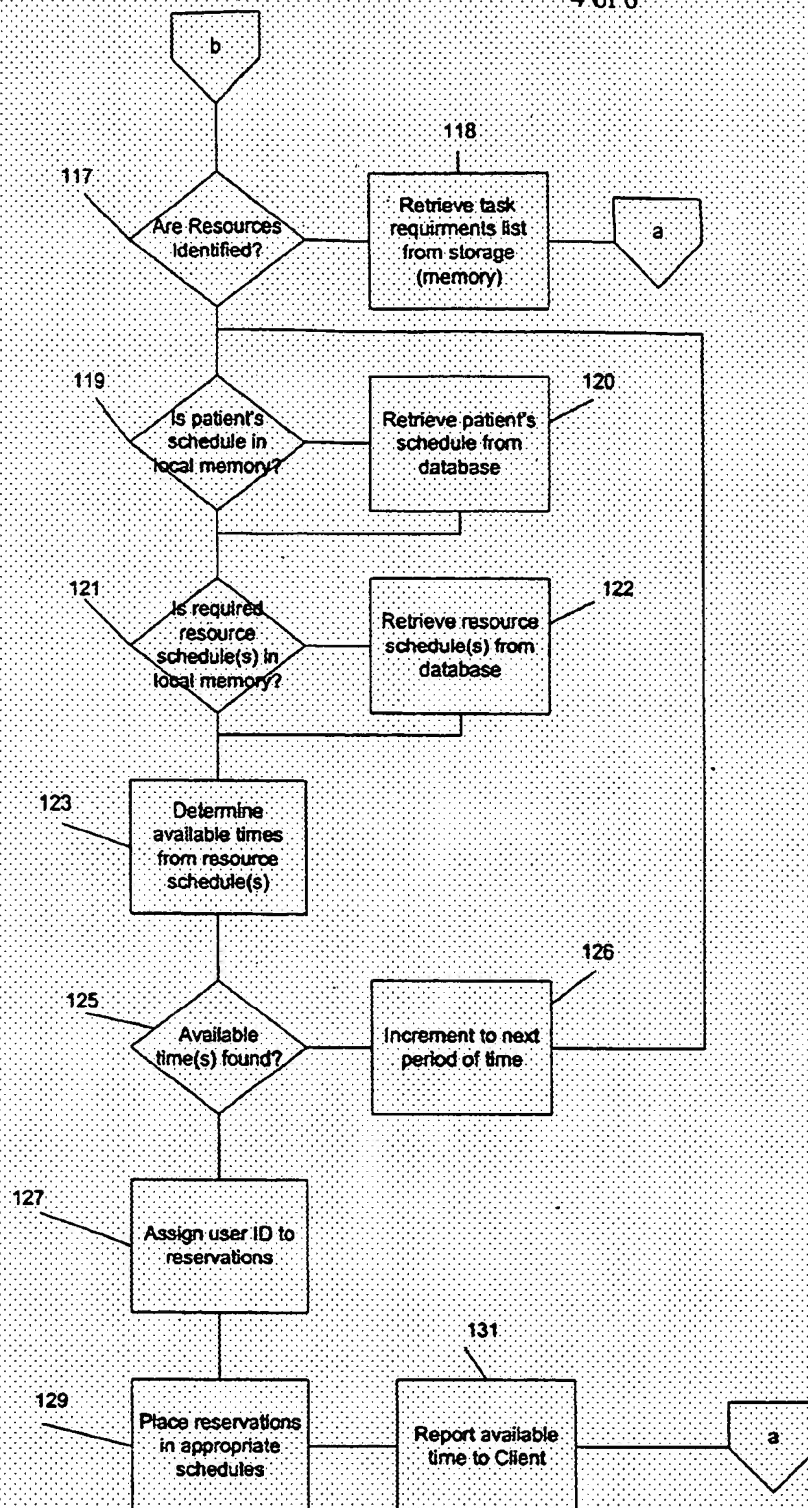 4 of 6
b
117
Are Resources
Identified?
118
Retrieve task
requirments list
from storage
(memory)
a
119
Is patient's
schedule in
local memory?
120
Retrieve patient's
schedule from
database
121
Is required
resource
schedule(s) in
local memory?
122
Retrieve resource
schedule(s) from
database
123
Determine
available times
from resource
schedule(s)
125
Available
time(s) found?
126
Increment to next
period of time
127
Assign user ID to
reservations
129
Place reservations
in appropriate
schedules
131
Report available
time to Client
a